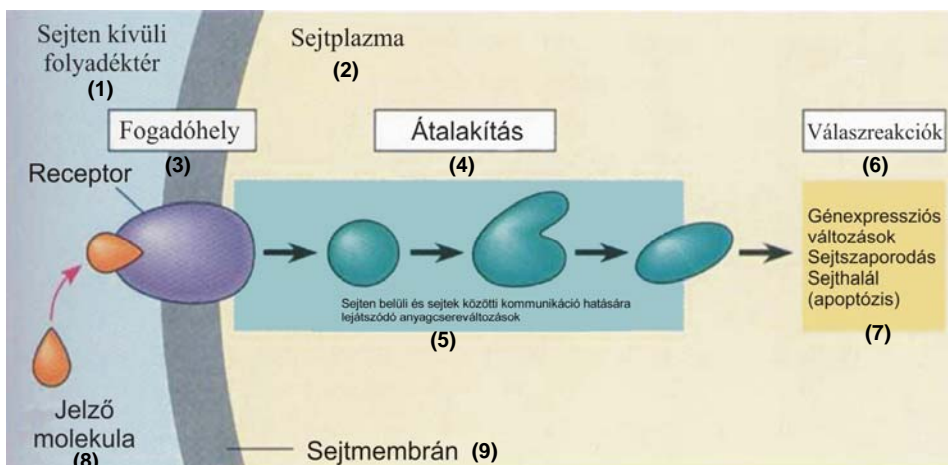 Sejten kívüli
folyadéktér
(1)
Sejtplazma
(2)
Fogadóhely
(3)
Átalakítás
(4)
Válaszreakciók
(6)
Receptor
Génexpressziós
változások
Sejtszaporodás
Sejthalál
(apoptózis)
(7)
Sejten belüli és sejtek közötti kommunikáció hatására
lejátszódó anyagcsereváltozások
(5)
Jelző
molekula
(8)
Sejtmembrán (9)